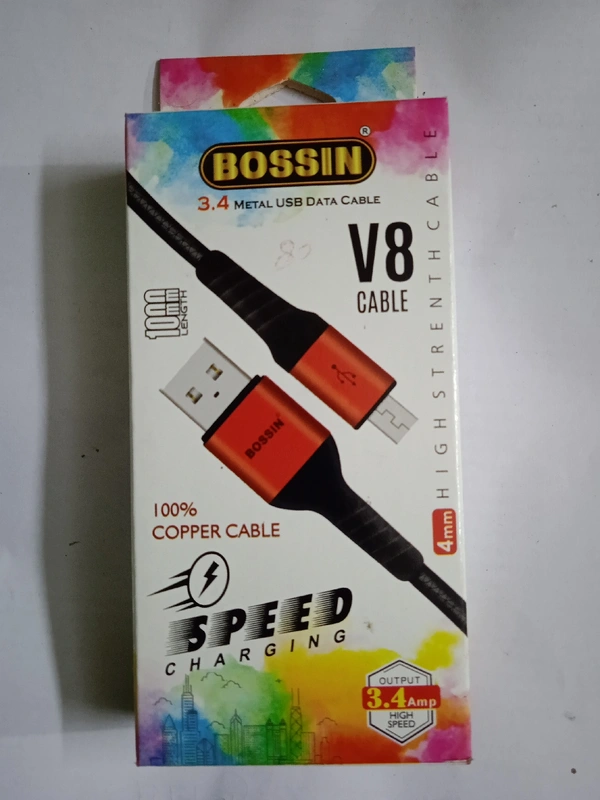 BOSSIN®
3.4 METAL USB DATA CABLE
80
V8
CABLE
HIGH STRENTH CABLE
4mm
1000mm
LENGTH
BOSSIN
100%
COPPER CABLE
SPEED
CHARGING
OUTPUT
3.4Amp
HIGH
SPEED